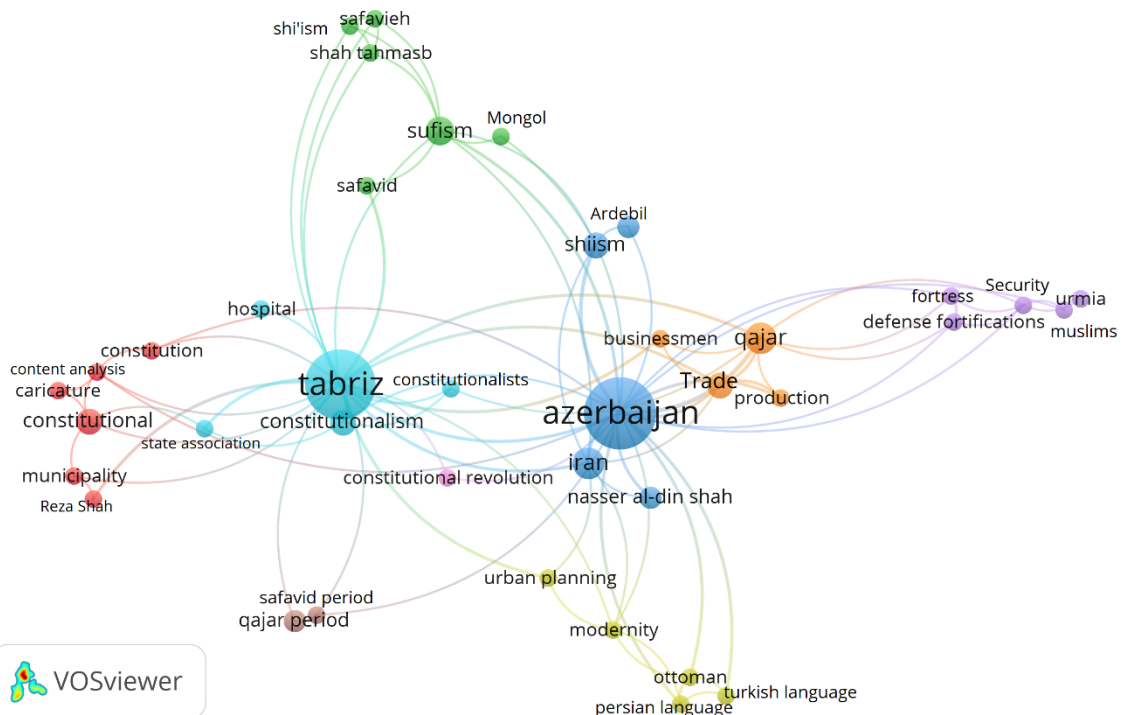 safavieh
shi'ism
shah tahmasb
Mongol
sufism
safavid
Ardebil
shiism
Security
fortress
urmia
hospital
defense fortifications
muslims
businessmen
qajar
constitution
content analysis
constitutionalists
Trade
caricature
tabriz
production
constitutional
constitutionalism
azerbaijan
state association
iran
municipality
constitutional revolution
nasser al-din shah
Reza Shah
urban planning
safavid period
qajar period
modernity
ottoman
turkish language
persian language
VOSviewer